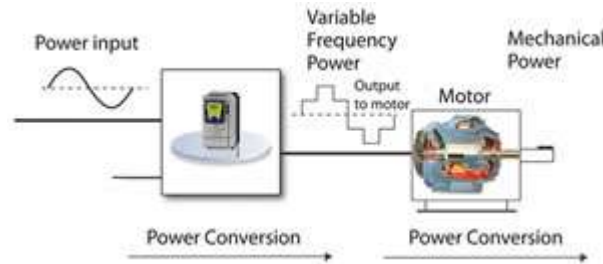 Power input
Variable
Frequency
Power
Output
to motor
Motor
Mechanical
Power
Power Conversion
Power Conversion